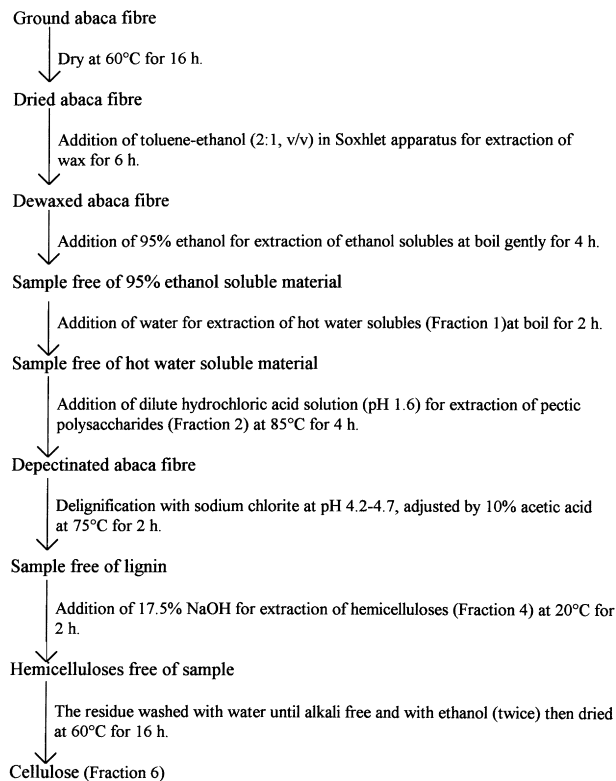 Ground abaca fibre
Dry at 60°C for 16 h.
Dried abaca fibre
Addition of toluene-ethanol (2:1, v/v) in Soxhlet apparatus for extraction of
wax for 6 h.
Dewaxed abaca fibre
Addition of 95% ethanol for extraction of ethanol solubles at boil gently for 4 h.
Sample free of 95% ethanol soluble material
Addition of water for extraction of hot water solubles (Fraction 1)at boil for 2 h.
Sample free of hot water soluble material
Addition of dilute hydrochloric acid solution (pH 1.6) for extraction of pectic
polysaccharides (Fraction 2) at 85°C for 4 h.
Depectinated abaca fibre
Delignification with sodium chlorite at pH 4.2-4.7, adjusted by 10% acetic acid
at 75°C for 2 h.
Sample free of lignin
Addition of 17.5% NaOH for extraction of hemicelluloses (Fraction 4) at 20°C for
2 h.
Hemicelluloses free of sample
The residue washed with water until alkali free and with ethanol (twice) then dried
at 60°C for 16 h.
Cellulose (Fraction 6)